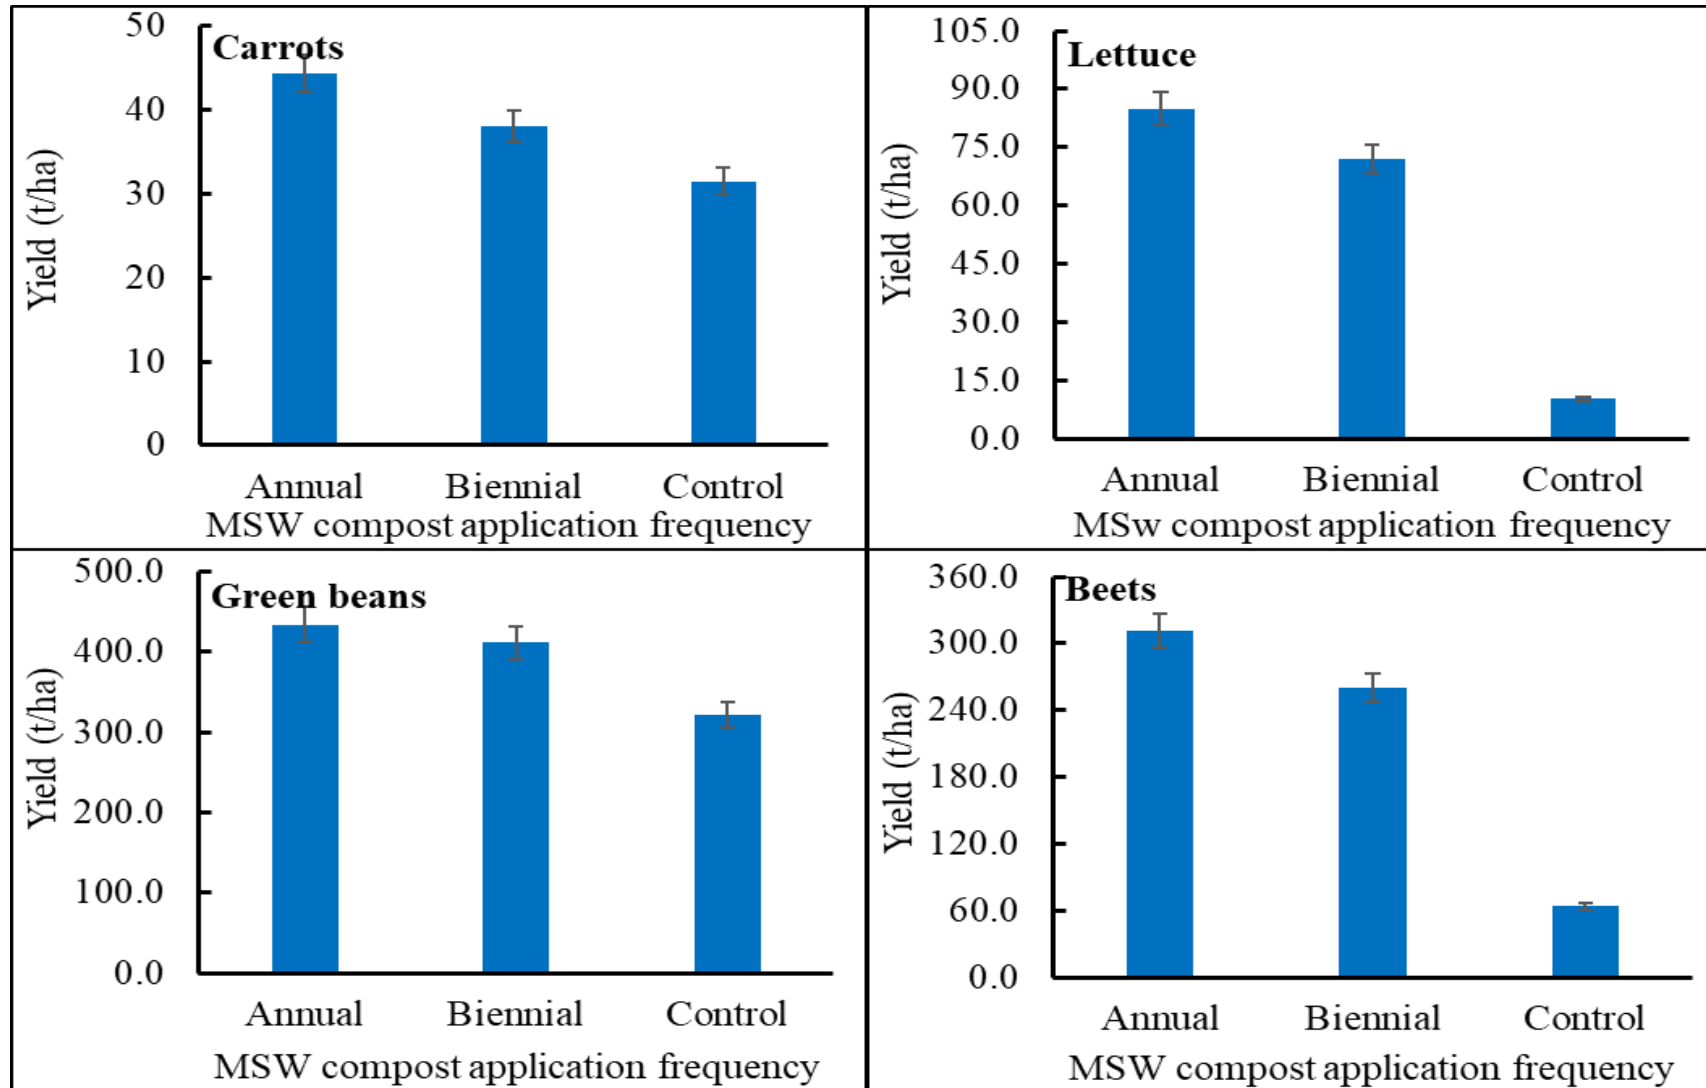 Carrots
Yield (t/ha)
50
40
30
20
10
0
Annual Biennial Control
MSW compost application frequency
Lettuce
Yield (t/ha)
105.0
90.0
75.0
60.0
45.0
30.0
15.0
0.0
Annual Biennial Control
MSw compost application frequency
Green beans
Yield (t/ha)
500.0
400.0
300.0
200.0
100.0
0.0
Annual Biennial Control
MSW compost application frequency
Beets
Yield (t/ha)
360.0
300.0
240.0
180.0
120.0
60.0
0.0
Annual Biennial Control
MSW compost application frequency